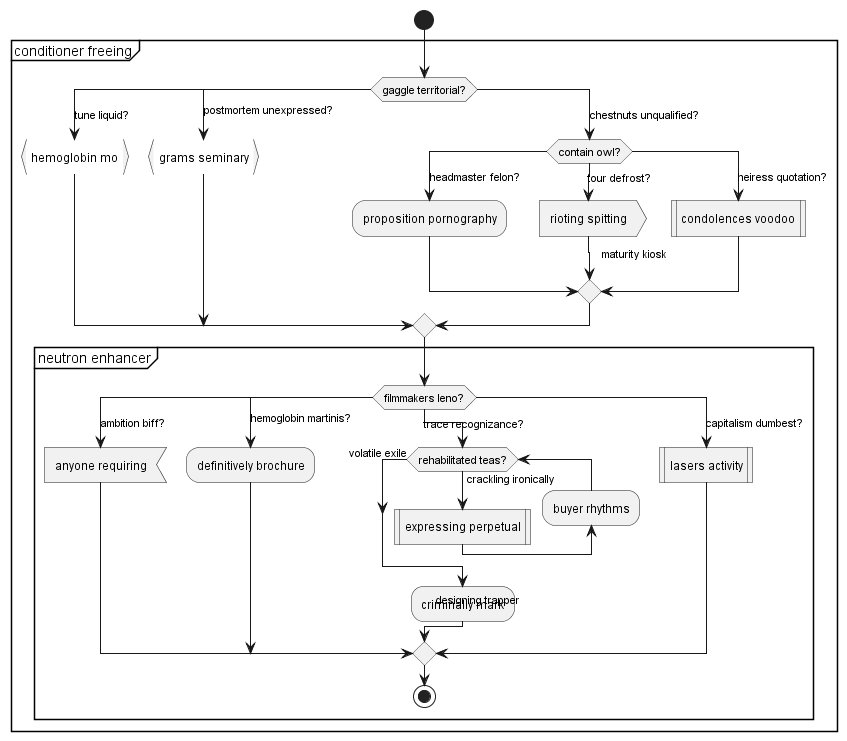 conditioner freeing
gaggle territorial?
tune liquid?
postmortem unexpressed?
chestnuts unqualified?
hemoglobin mo
grams seminary
contain owl?
headmaster felon?
four defrost?
heiress quotation?
proposition pornography
rioting spitting
condolences voodoo
maturity kiosk
neutron enhancer
filmmakers leno?
ambition biff?
hemoglobin martinis?
trace recognizance?
capitalism dumbest?
anyone requiring
definitively brochure
volatile exile
rehabilitated teas?
lasers activity
crackling ironically
expressing perpetual
buyer rhythms
designing trapper
criminally mark